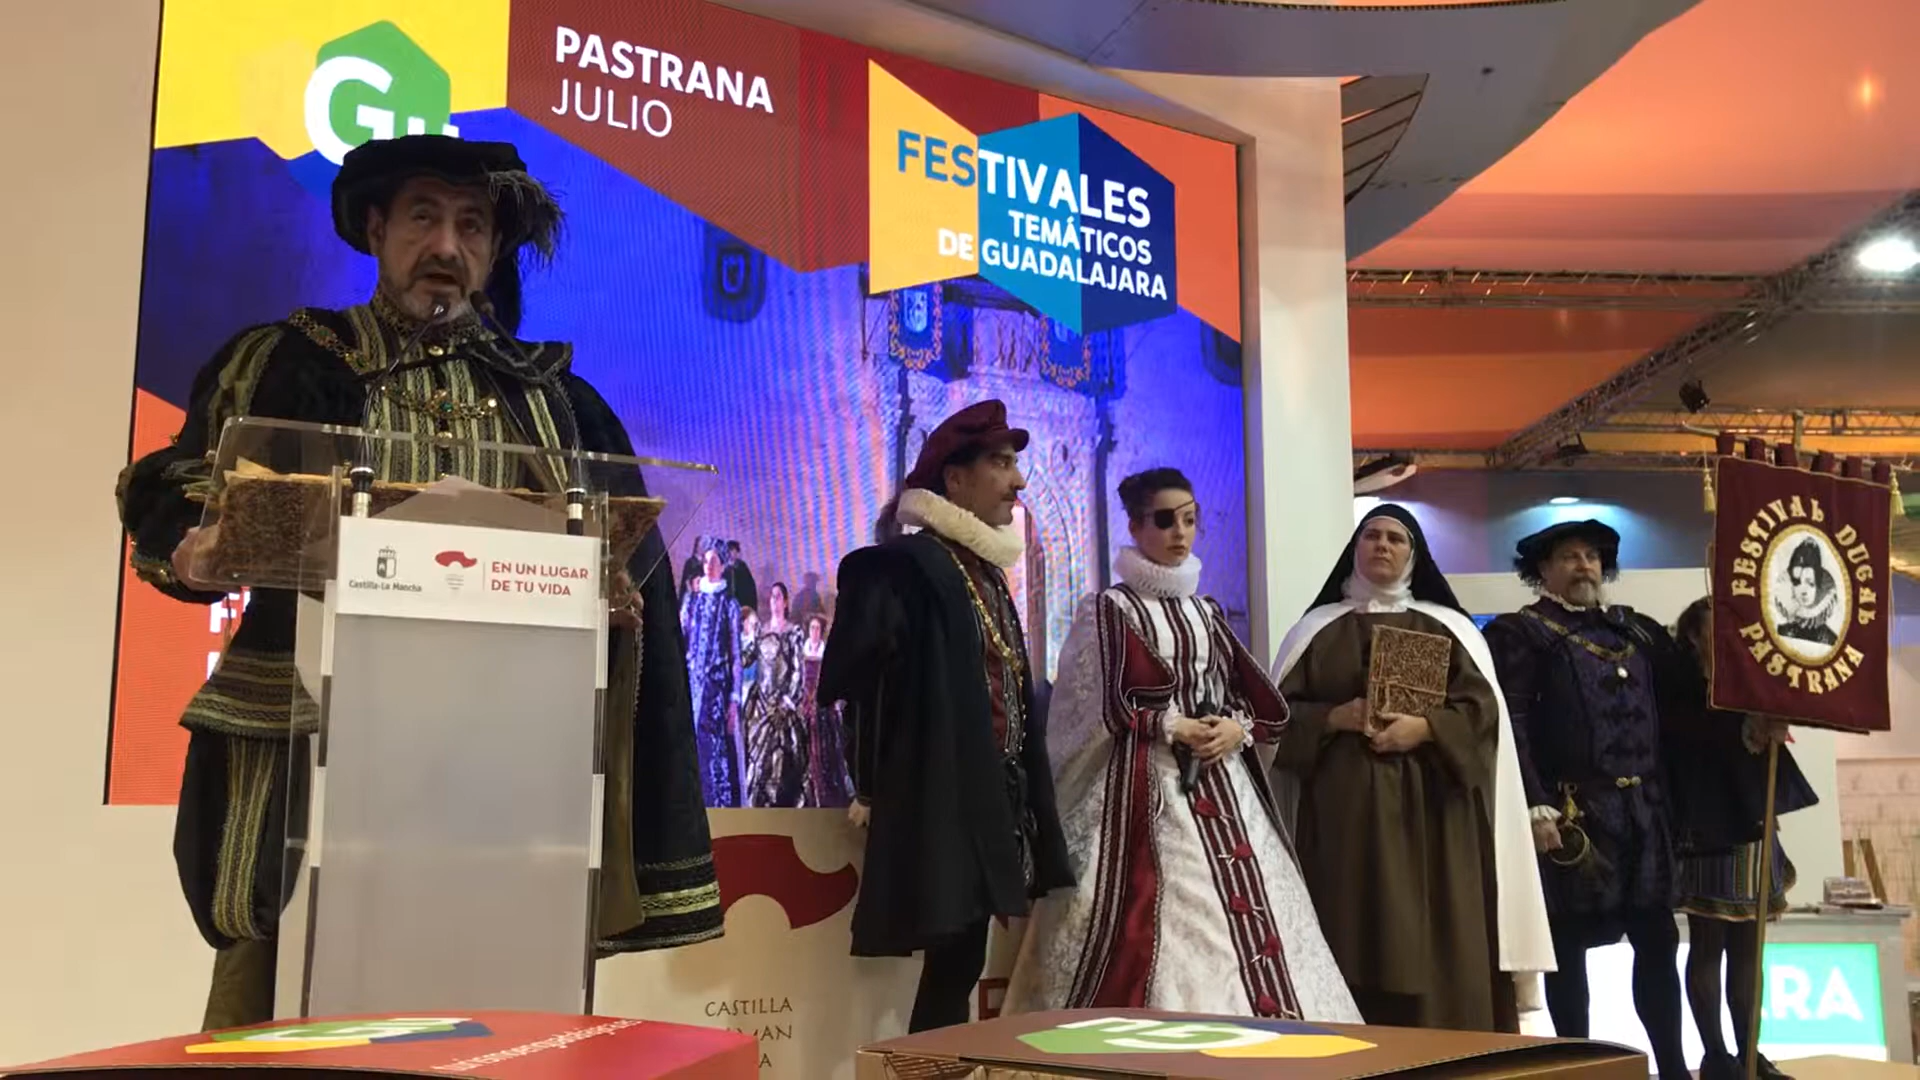 Gu
PASTRANA
JULIO
FESTIVALES
TEMÁTICOS
DE GUADALAJARA
Castilla-La Mancha
EN UN LUGAR
DE TU VIDA
FESTIVAL DUCAL
PASTRANA
CASTILLA